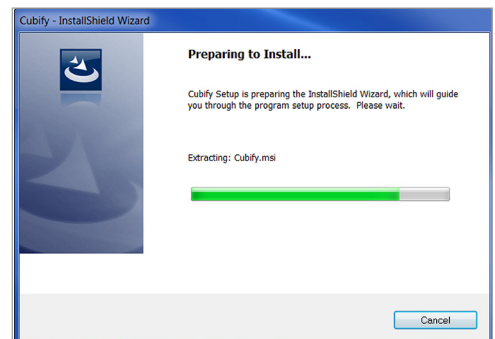 Cubify - InstallShield Wizard
Preparing to Install...
Cubify Setup is preparing the InstallShield Wizard, which will guide
you through the program setup process.  Please wait.
Extracting: Cubify.msi
Cancel